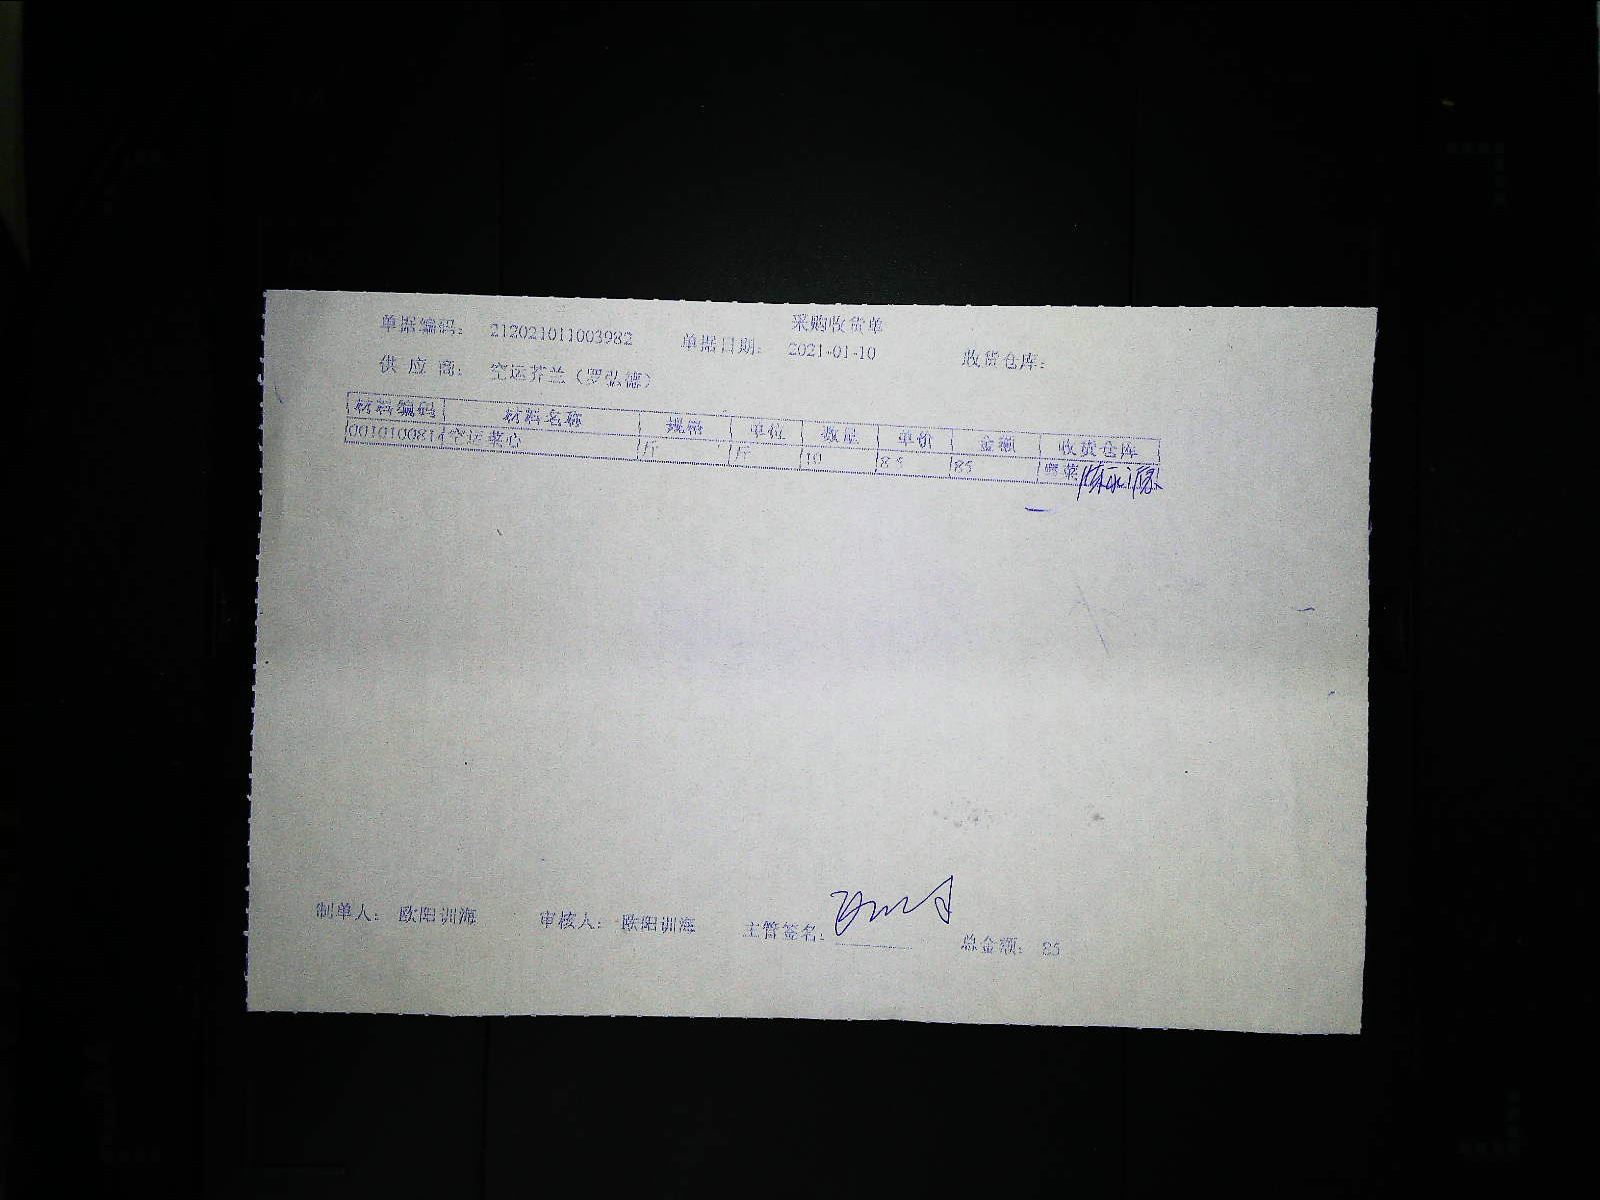 采购收货单
单据编码： 212021011003982 单据日期： 2021-01-10 收货仓库：
供 应 商： 空运芥兰（罗弘德）
材料编码 材料名称 规格 单位 数量 单价 金额 收货仓库
0010100814 空运菜心 斤 斤 10 8.5 85
制单人： 欧阳训海 审核人： 欧阳训海 主管签名： 总金额： 85